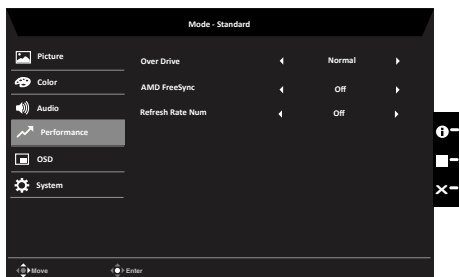 Mode - Standard
Picture
Color
Audio
Performance
OSD
System
Over Drive Normal
AMD FreeSync Off
Refresh Rate Num Off
Move Enter